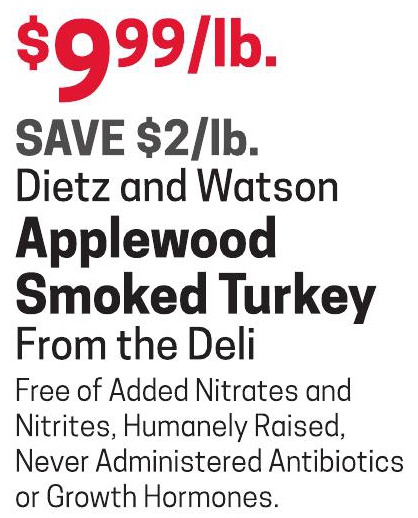 $9.99/lb.
SAVE $2/lb.
Dietz and Watson
Applewood
Smoked Turkey
From the Deli
Free of Added Nitrates and
Nitrites, Humanely Raised,
Never Administered Antibiotics
or Growth Hormones.